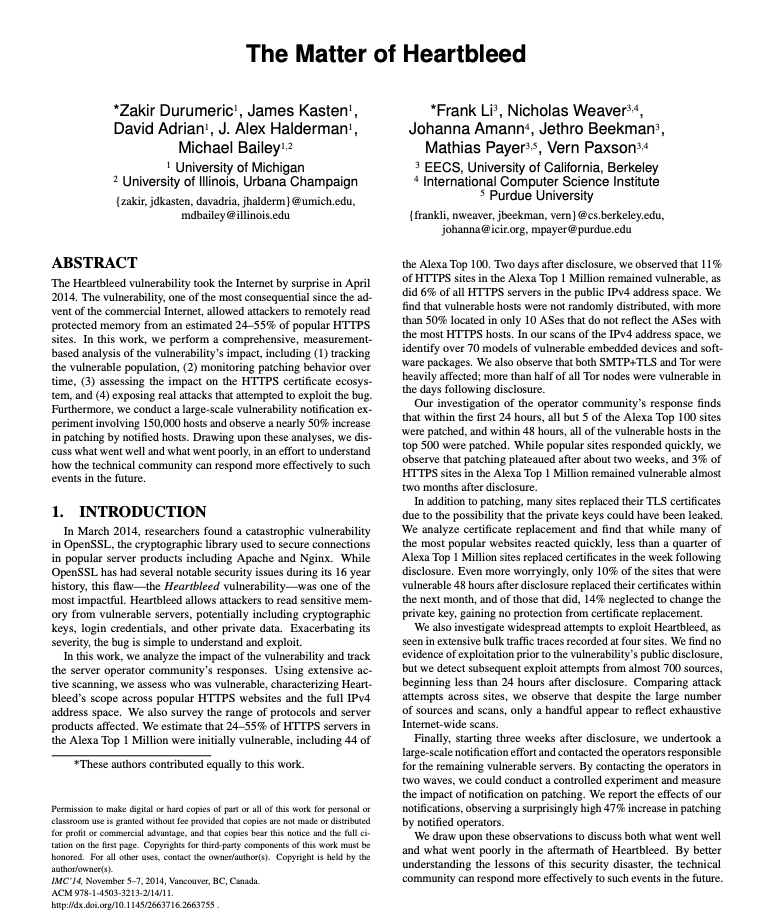 The Matter of Heartbleed
*Zakir Durumeric1, James Kasten1,
David Adrian1, J. Alex Halderman1,
Michael Bailey1,2
1 University of Michigan
2 University of Illinois, Urbana Champaign
{zakir, jdkasten, davadria, jhalderm}@umich.edu,
mdbailey@illinois.edu
*Frank Li3, Nicholas Weaver3,4,
Johanna Amann4, Jethro Beekman3,
Mathias Payer3,5, Vern Paxson3,4
3 EECS, University of California, Berkeley
4 International Computer Science Institute
5 Purdue University
{frankli, nweaver, jbeekman, vern}@cs.berkeley.edu,
johanna@icir.org, mpayer@purdue.edu
ABSTRACT
The Heartbleed vulnerability took the Internet by surprise in April
2014. The vulnerability, one of the most consequential since the ad-
vent of the commercial Internet, allowed attackers to remotely read
protected memory from an estimated 24–55% of popular HTTPS
sites. In this work, we perform a comprehensive, measurement-
based analysis of the vulnerability's impact, including (1) tracking
the vulnerable population, (2) monitoring patching behavior over
time, (3) assessing the impact on the HTTPS certificate ecosys-
tem, and (4) exposing real attacks that attempted to exploit the bug.
Furthermore, we conduct a large-scale vulnerability notification ex-
periment involving 150,000 hosts and observe a nearly 50% increase
in patching by notified hosts. Drawing upon these analyses, we dis-
cuss what went well and what went poorly, in an effort to understand
how the technical community can respond more effectively to such
events in the future.
1. INTRODUCTION
In March 2014, researchers found a catastrophic vulnerability
in OpenSSL, the cryptographic library used to secure connections
in popular server products including Apache and Nginx. While
OpenSSL has had several notable security issues during its 16 year
history, this flaw—the Heartbleed vulnerability—was one of the
most impactful. Heartbleed allows attackers to read sensitive mem-
ory from vulnerable servers, potentially including cryptographic
keys, login credentials, and other private data. Exacerbating its
severity, the bug is simple to understand and exploit.
In this work, we analyze the impact of the vulnerability and track
the server operator community's responses. Using extensive ac-
tive scanning, we assess who was vulnerable, characterizing Heart-
bleed's scope across popular HTTPS websites and the full IPv4
address space. We also survey the range of protocols and server
products affected. We estimate that 24–55% of HTTPS servers in
the Alexa Top 1 Million were initially vulnerable, including 44 of
*These authors contributed equally to this work.
Permission to make digital or hard copies of part or all of this work for personal or
classroom use is granted without fee provided that copies are not made or distributed
for profit or commercial advantage, and that copies bear this notice and the full ci-
tation on the first page. Copyrights for third-party components of this work must be
honored. For all other uses, contact the owner/author(s). Copyright is held by the
author/owner(s).
IMC'14, November 5–7, 2014, Vancouver, BC, Canada.
ACM 978-1-4503-3213-2/14/11.
http://dx.doi.org/10.1145/2663716.2663755 .
the Alexa Top 100. Two days after disclosure, we observed that 11%
of HTTPS sites in the Alexa Top 1 Million remained vulnerable, as
did 6% of all HTTPS servers in the public IPv4 address space. We
find that vulnerable hosts were not randomly distributed, with more
than 50% located in only 10 ASes that do not reflect the ASes with
the most HTTPS hosts. In our scans of the IPv4 address space, we
identify over 70 models of vulnerable embedded devices and soft-
ware packages. We also observe that both SMTP+TLS and Tor were
heavily affected; more than half of all Tor nodes were vulnerable in
the days following disclosure.
Our investigation of the operator community's response finds
that within the first 24 hours, all but 5 of the Alexa Top 100 sites
were patched, and within 48 hours, all of the vulnerable hosts in the
top 500 were patched. While popular sites responded quickly, we
observe that patching plateaued after about two weeks, and 3% of
HTTPS sites in the Alexa Top 1 Million remained vulnerable almost
two months after disclosure.
In addition to patching, many sites replaced their TLS certificates
due to the possibility that the private keys could have been leaked.
We analyze certificate replacement and find that while many of
the most popular websites reacted quickly, less than a quarter of
Alexa Top 1 Million sites replaced certificates in the week following
disclosure. Even more worryingly, only 10% of the sites that were
vulnerable 48 hours after disclosure replaced their certificates within
the next month, and of those that did, 14% neglected to change the
private key, gaining no protection from certificate replacement.
We also investigate widespread attempts to exploit Heartbleed, as
seen in extensive bulk traffic traces recorded at four sites. We find no
evidence of exploitation prior to the vulnerability's public disclosure,
but we detect subsequent exploit attempts from almost 700 sources,
beginning less than 24 hours after disclosure. Comparing attack
attempts across sites, we observe that despite the large number
of sources and scans, only a handful appear to reflect exhaustive
Internet-wide scans.
Finally, starting three weeks after disclosure, we undertook a
large-scale notification effort and contacted the operators responsible
for the remaining vulnerable servers. By contacting the operators in
two waves, we could conduct a controlled experiment and measure
the impact of notification on patching. We report the effects of our
notifications, observing a surprisingly high 47% increase in patching
by notified operators.
We draw upon these observations to discuss both what went well
and what went poorly in the aftermath of Heartbleed. By better
understanding the lessons of this security disaster, the technical
community can respond more effectively to such events in the future.